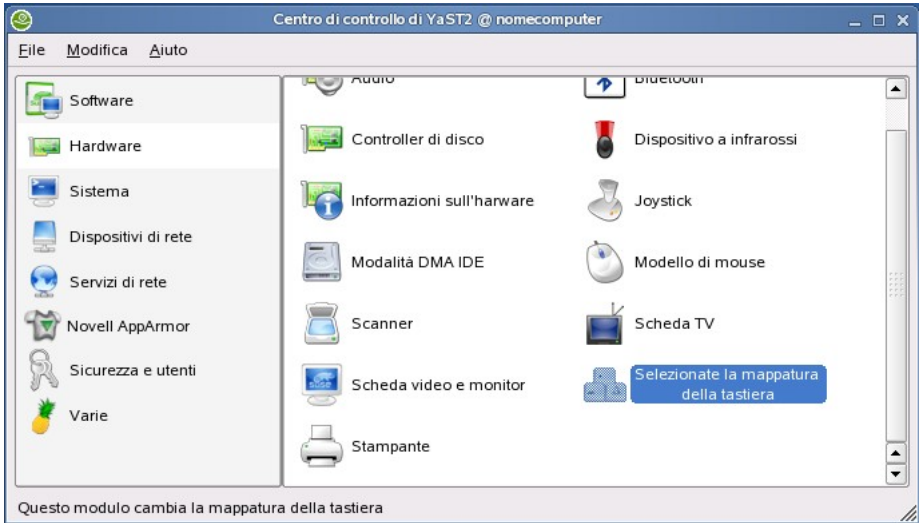 Centro di controllo di YaST2 @ nomecomputer
File Modifica Aiuto
Software
Hardware
Sistema
Dispositivi di rete
Servizi di rete
Novell AppArmor
Sicurezza e utenti
Varie
Audio
Bluetooth
Controller di disco
Dispositivo a infrarossi
Informazioni sull'harware
Joystick
Modalità DMA IDE
Modello di mouse
Scanner
Scheda TV
Scheda video e monitor
Selezionate la mappatura
della tastiera
Stampante
Questo modulo cambia la mappatura della tastiera